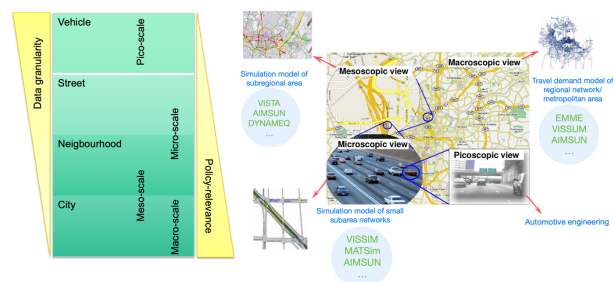 Data granularity
Vehicle
Pico-scale
Street
Micro-scale
Neigbourhood
Meso-scale
City
Macro-scale
Policy-relevance
Simulation model of
subregional area
VISTA
AIMSUN
DYNAMEQ
...
Mesoscopic view
Macroscopic view
Microscopic view
Picoscopic view
Travel demand model of
regional network/
metropolitan area
EMME
VISSUM
AIMSUN
...
Simulation model of small
subarea networks
VISSIM
MATSim
AIMSUN
...
Automotive engineering